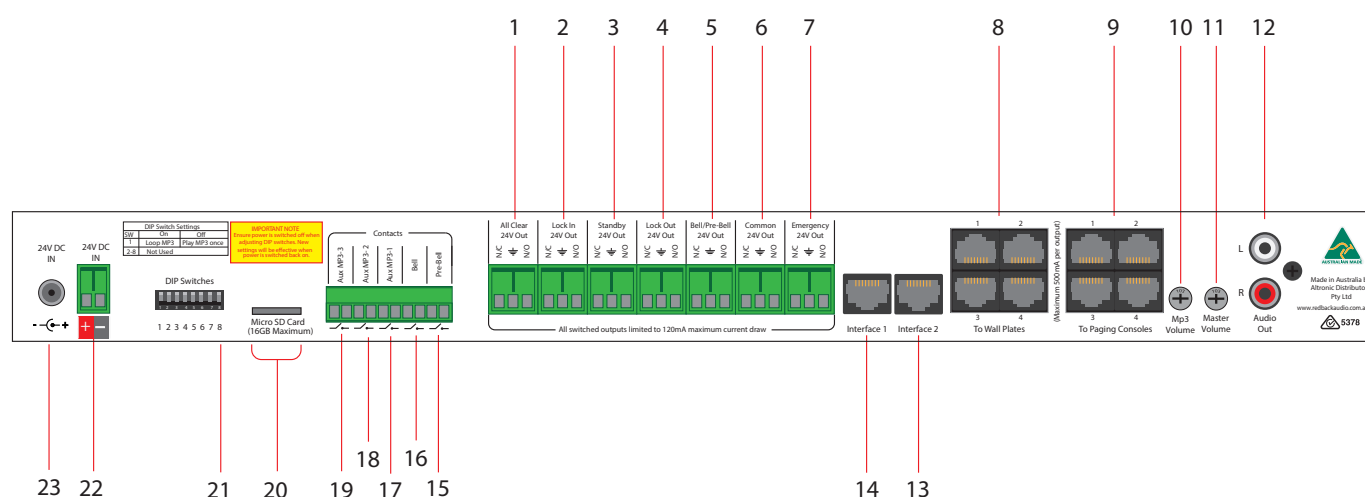 1 2 3 4 5 6 7 8 9 10 11 12
24V DC
IN
24V DC
IN
+ −
- +
DIP Switch Settings
SW On Off
1 Loop MP3 Play MP3 once
2-8 Not Used
IMPORTANT NOTE
Ensure power is switched off when
adjusting DIP switches. New
settings will be effective when
power is switched back on.
DIP Switches
1 2 3 4 5 6 7 8
Micro SD Card
(16GB Maximum)
Contacts
Aux MP3-3
Aux MP3-2
Aux MP3-1
Bell
Pre-Bell
All Clear
24V Out
N/C N/O
Lock In
24V Out
N/C N/O
Standby
24V Out
N/C N/O
Lock Out
24V Out
N/C N/O
Bell/Pre-Bell
24V Out
N/C N/O
Common
24V Out
N/C N/O
Emergency
24V Out
N/C N/O
All switched outputs limited to 120mA maximum current draw
Interface 1
Interface 2
1 2
3 4
To Wall Plates
(Maximum 500mA per output)
1 2
3 4
To Paging Consoles
Mp3
Volume
Master
Volume
L
R
Audio
Out
AUSTRALIAN MADE
Made in Australia b
Altronic Distributo
Pty Ltd
www.redbackaudio.com.a
5378
23 22 21 20 19 18 17 16 15 14 13